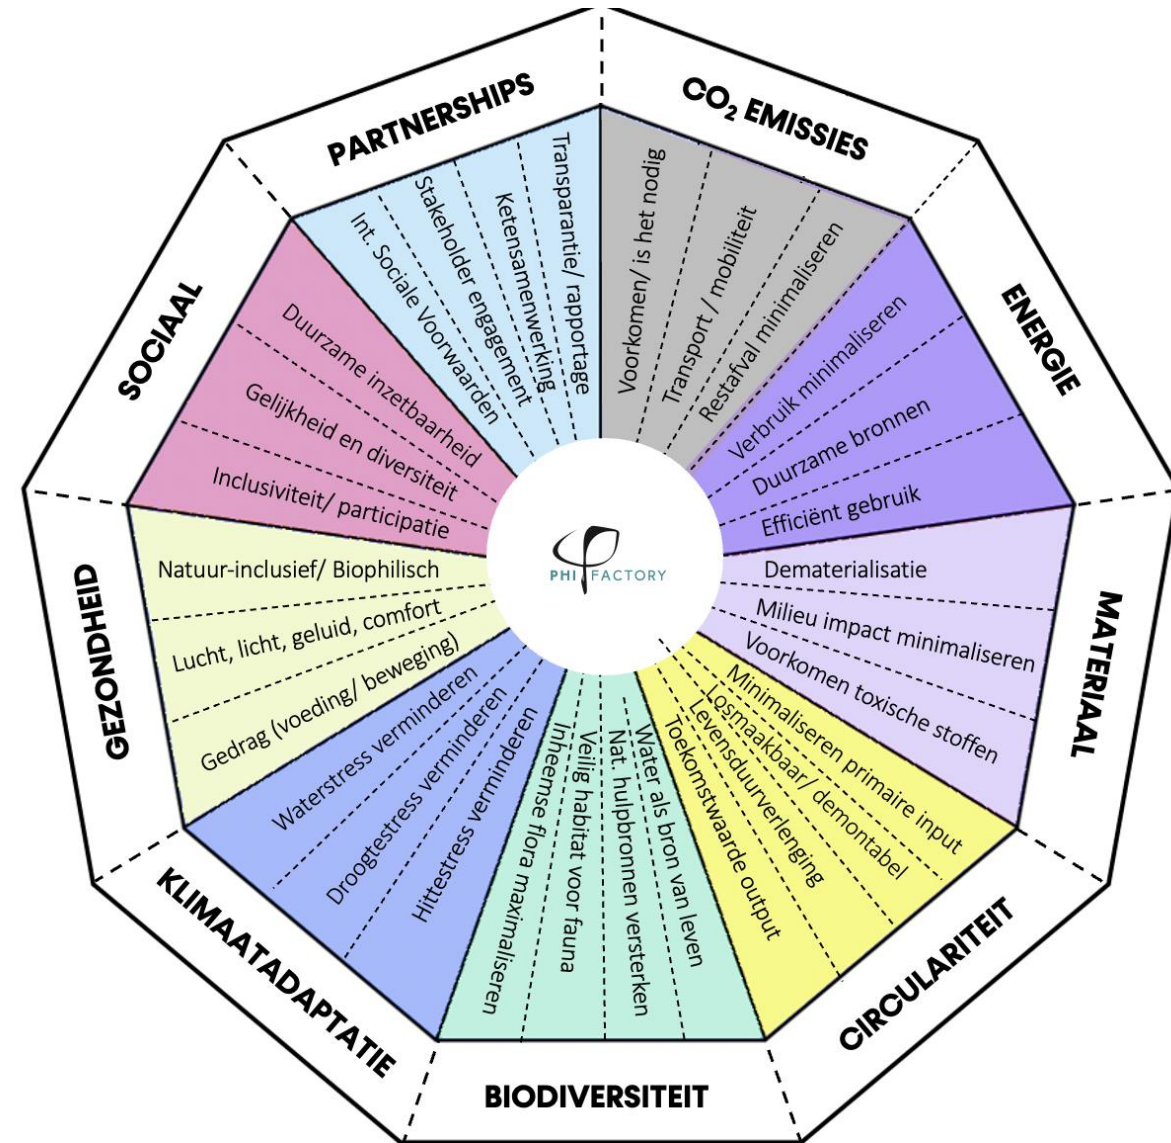 CO₂ EMISSIES
Voorkomen/ is het nodig
Transport / mobiliteit
Restafval minimaliseren
ENERGIE
Verbruik minimaliseren
Duurzame bronnen
Efficiënt gebruik
MATERIAAL
Dematerialisatie
Milieu impact minimaliseren
Voorkomen toxische stoffen
CIRCULARITEIT
Minimaliseren primaire input
Losmaakbaar/ demontabel
Levensduurverlenging
Toekomstwaarde output
BIODIVERSITEIT
Water als bron van leven
Nat. hulpbronnen versterken
Veilig habitat voor fauna
Inheemse flora maximaliseren
KLIMAATADAPTATIE
Hittestress verminderen
Droogtestress verminderen
Waterstress verminderen
GEZONDHEID
Gedrag (voeding/ beweging)
Lucht, licht, geluid, comfort
Natuur-inclusief/ Biophilisch
SOCIAAL
Inclusiviteit/ participatie
Gelijkheid en diversiteit
Duurzame inzetbaarheid
PARTNERSHIPS
Int. Sociale Voorwaarden
Stakeholder engagement
Ketensamenwerking
Transparantie/ rapportage
PHI FACTORY